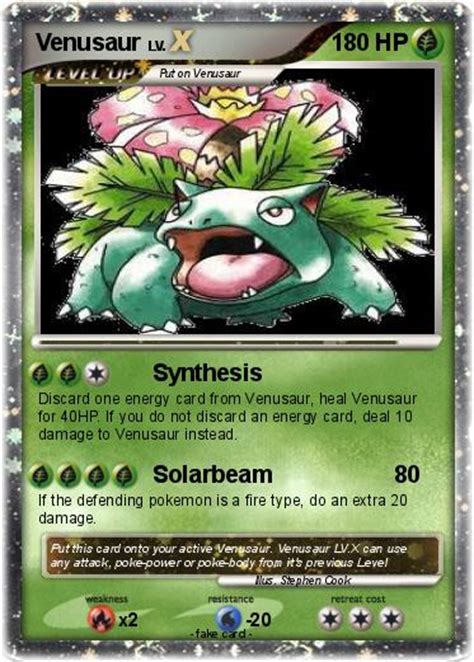 Venusaur LV.X 180 HP
LEVEL-UP Put on Venusaur
Synthesis
Discard one energy card from Venusaur, heal Venusaur
for 40HP. If you do not discard an energy card, deal 10
damage to Venusaur instead.
Solarbeam 80
If the defending pokemon is a fire type, do an extra 20
damage.
Put this card onto your active Venusaur. Venusaur LV.X can use
any attack, poke-power or poke-body from it's previous Level
Illus. Stephen Cook
weakness resistance retreat cost
x2 -20
- fake card -